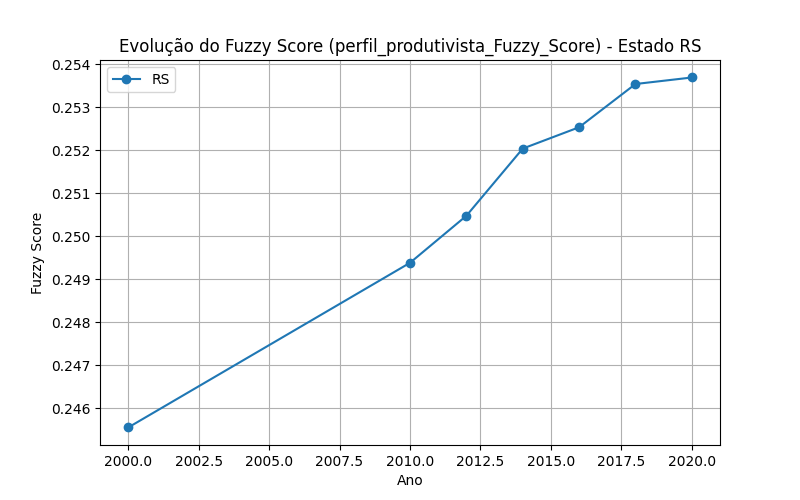 Evolução do Fuzzy Score (perfil_produtivista_Fuzzy_Score) - Estado RS
RS
Fuzzy Score
0.254
0.253
0.252
0.251
0.250
0.249
0.248
0.247
0.246
2000.0 2002.5 2005.0 2007.5 2010.0 2012.5 2015.0 2017.5 2020.0
Ano